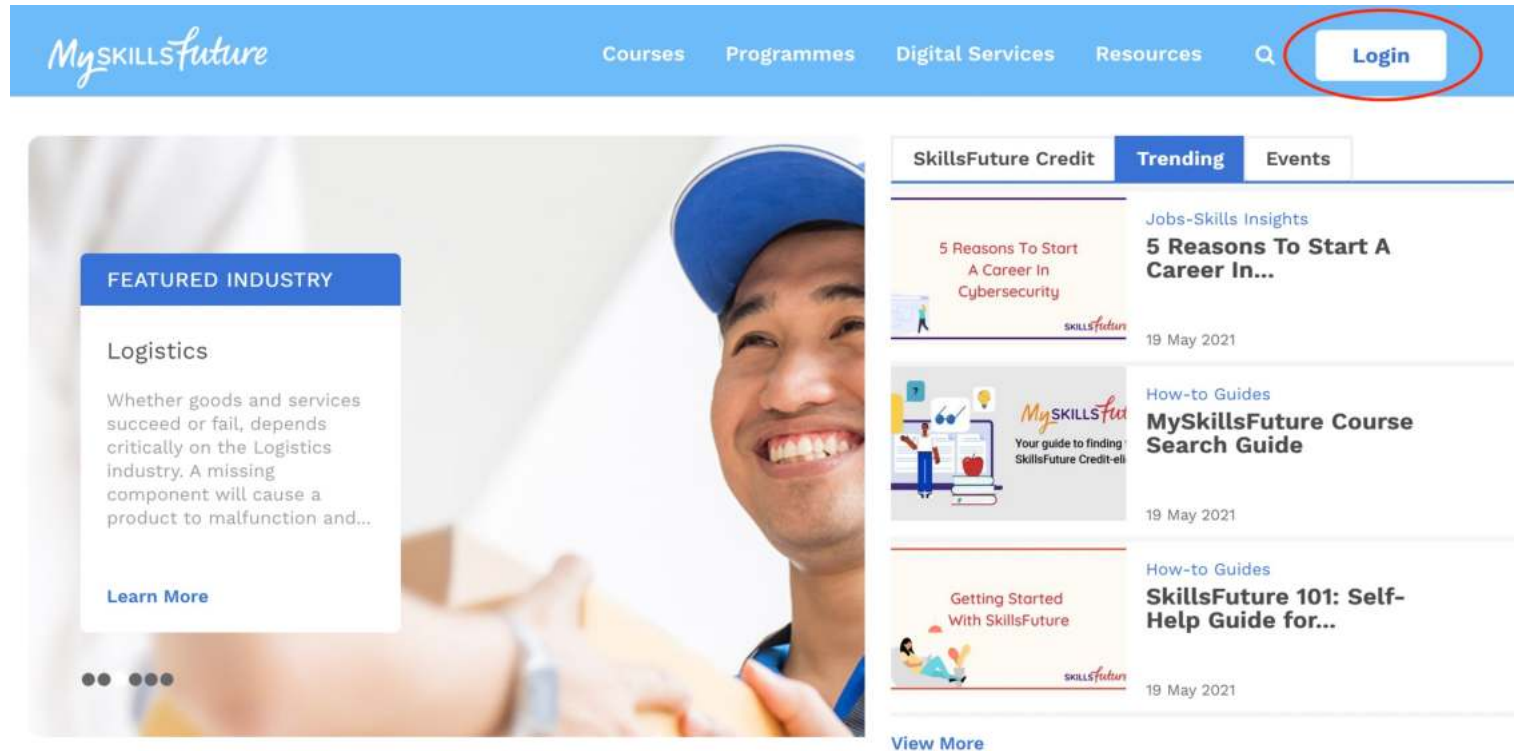 MySKILLSfuture
Courses Programmes Digital Services Resources Login
FEATURED INDUSTRY
Logistics
Whether goods and services
succeed or fail, depends
critically on the Logistics
industry. A missing
component will cause a
product to malfunction and...
Learn More
SkillsFuture Credit Trending Events
5 Reasons To Start
A Career In
Cybersecurity
SKILLSfutur
Jobs-Skills Insights
5 Reasons To Start A
Career In...
19 May 2021
?
MySKILLSfut
Your guide to finding
SkillsFuture Credit-eli
How-to Guides
MySkillsFuture Course
Search Guide
19 May 2021
Getting Started
With SkillsFuture
SKILLSfutur
How-to Guides
SkillsFuture 101: Self-
Help Guide for...
19 May 2021
View More